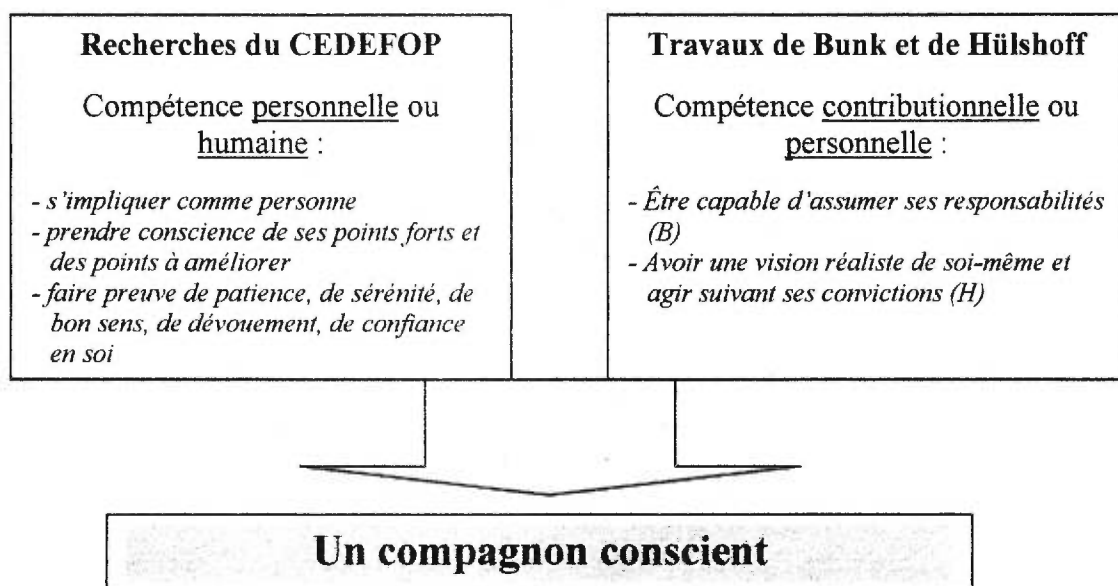 Recherches du CEDEFOP
Compétence personnelle ou
humaine :
- s'impliquer comme personne
- prendre conscience de ses points forts et
des points à améliorer
- faire preuve de patience, de sérénité, de
bon sens, de dévouement, de confiance
en soi
Travaux de Bunk et de Hülshoff
Compétence contributionnelle ou
personnelle :
- Être capable d'assumer ses responsabilités
(B)
- Avoir une vision réaliste de soi-même et
agir suivant ses convictions (H)
Un compagnon conscient